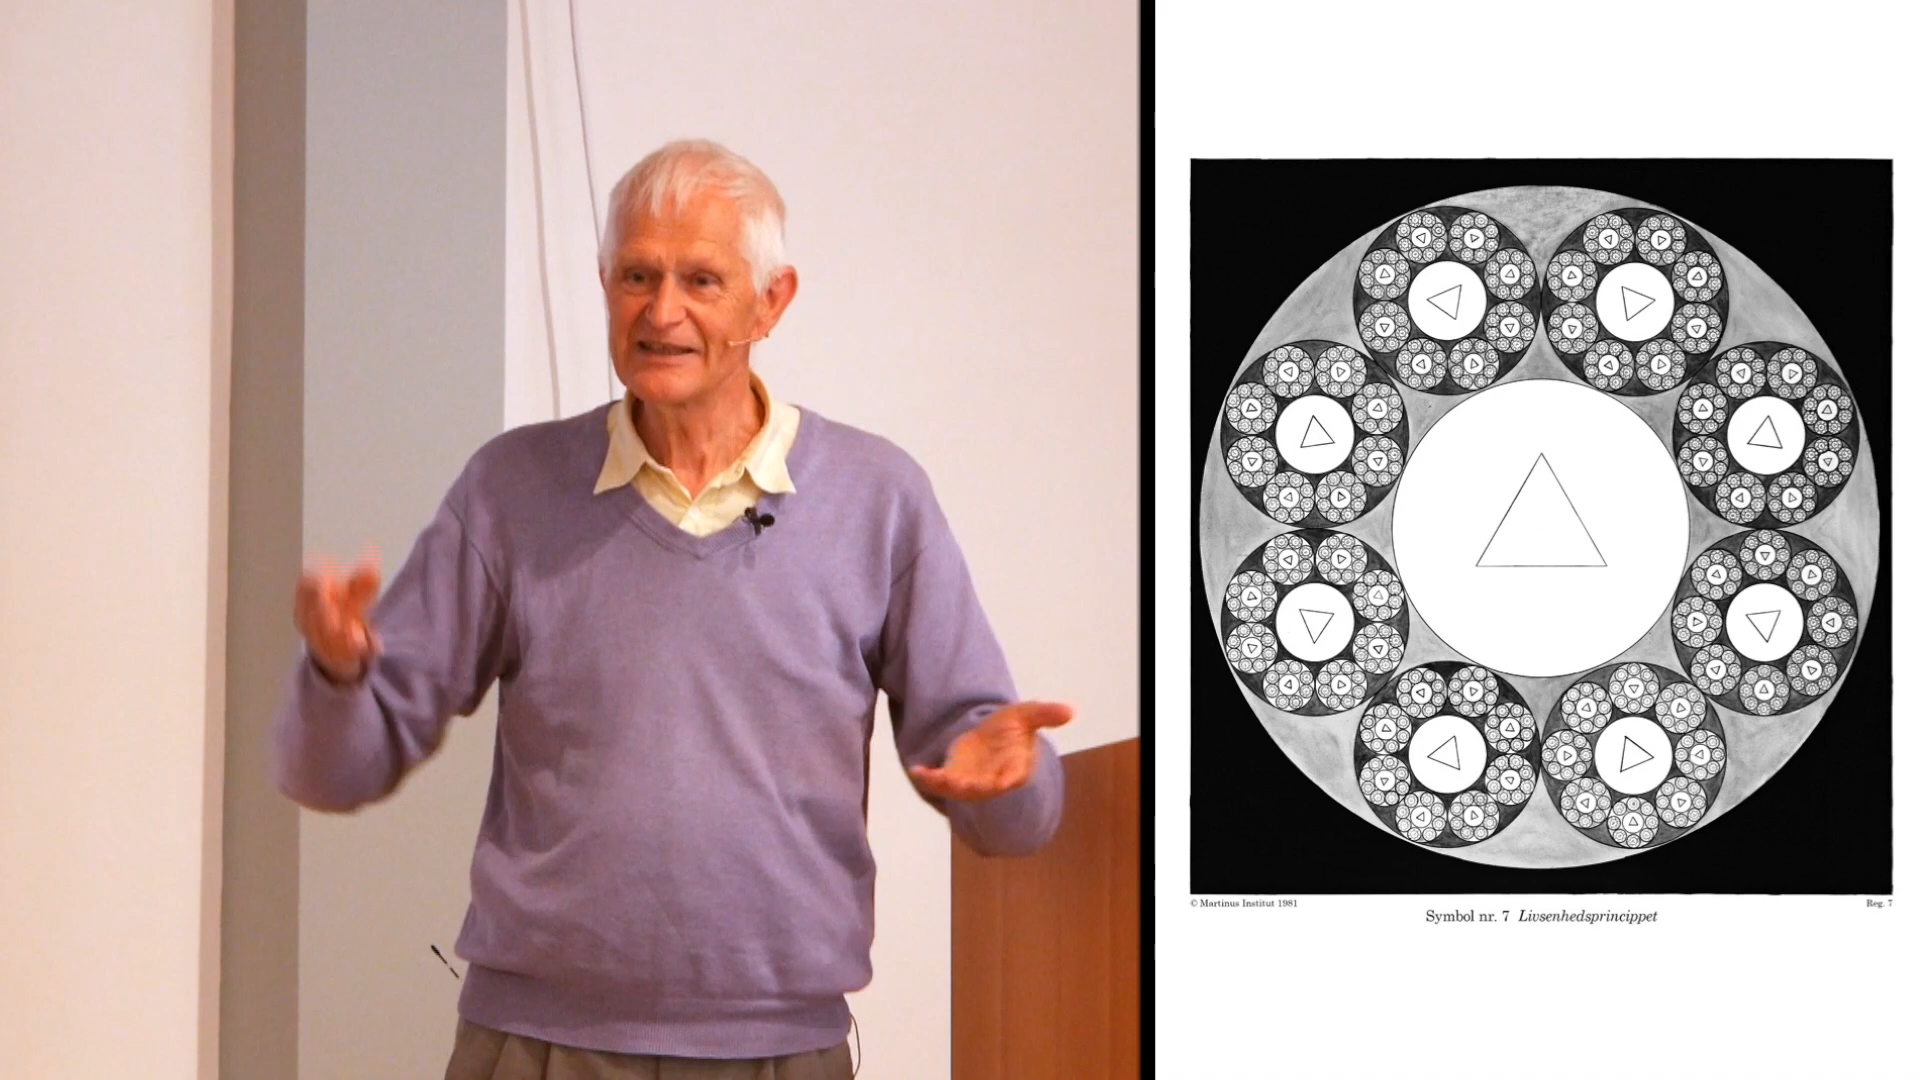 © Martinus Institut 1981
Reg. 7
Symbol nr. 7 Livsenhedsprincippet